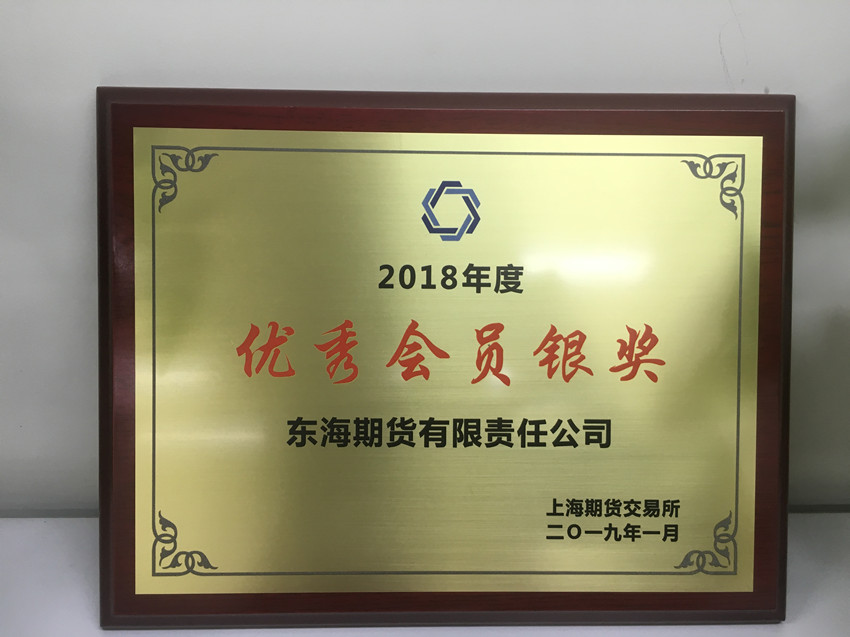 2018年度
优秀会员银奖
东海期货有限责任公司
上海期货交易所
二〇一九年一月